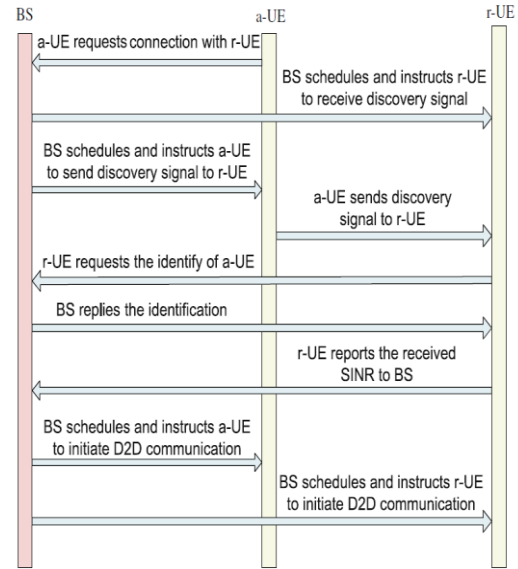 BS
a-UE
r-UE
a-UE requests connection with r-UE
BS schedules and instructs r-UE
to receive discovery signal
BS schedules and instructs a-UE
to send discovery signal to r-UE
a-UE sends discovery
signal to r-UE
r-UE requests the identify of a-UE
BS replies the identification
r-UE reports the received
SINR to BS
BS schedules and instructs a-UE
to initiate D2D communication
BS schedules and instructs r-UE
to initiate D2D communication